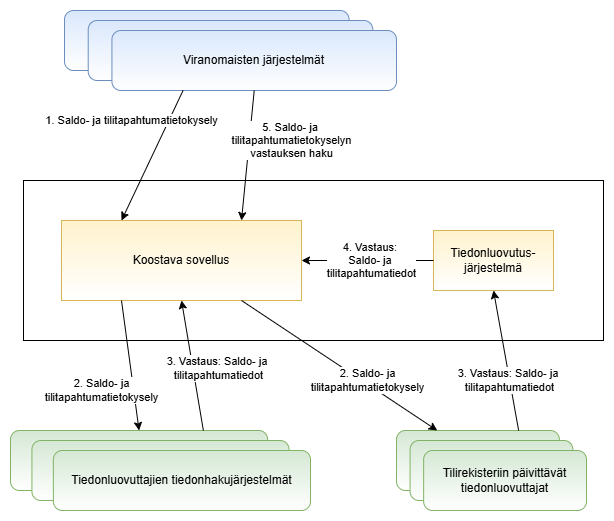 Viranomaisten järjestelmät
1. Saldo- ja tilitapahtumatietokysely
5. Saldo- ja
tilitapahtumatietokyselyn
vastauksen haku
Koostava sovellus
4. Vastaus:
Saldo- ja
tilitapahtumatiedot
Tiedonluovutus-
järjestelmä
3. Vastaus: Saldo- ja
tilitapahtumatiedot
2. Saldo- ja
tilitapahtumatietokysely
2. Saldo- ja
tilitapahtumatietokysely
3. Vastaus: Saldo- ja
tilitapahtumatiedot
Tiedonluovuttajien tiedonhakujärjestelmät
Tilirekisteriin päivittävät
tiedonluovuttajat